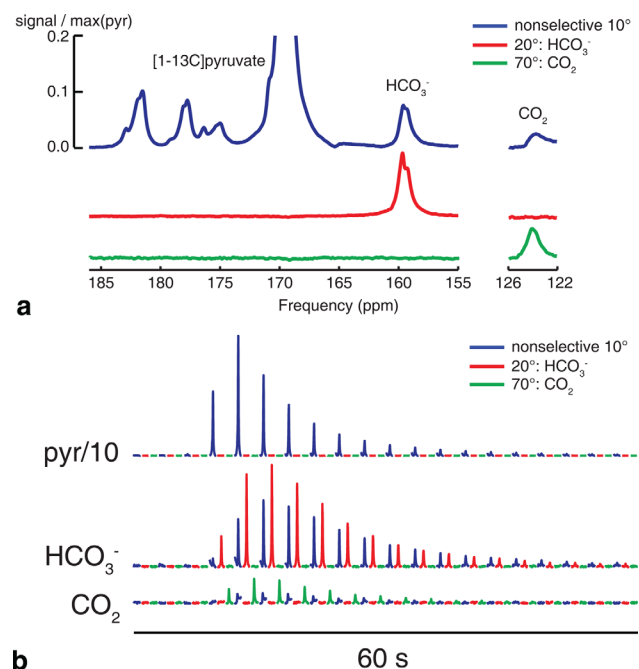 signal / max(pyr)
nonselective 10°
20°: HCO₃⁻
70°: CO₂
0.2
0.1
0.0
[1-13C]pyruvate
HCO₃⁻
CO₂
185 180 175 170 165 160 155 126 122
Frequency (ppm)
a
nonselective 10°
20°: HCO₃⁻
70°: CO₂
pyr/10
HCO₃⁻
CO₂
b 60 s